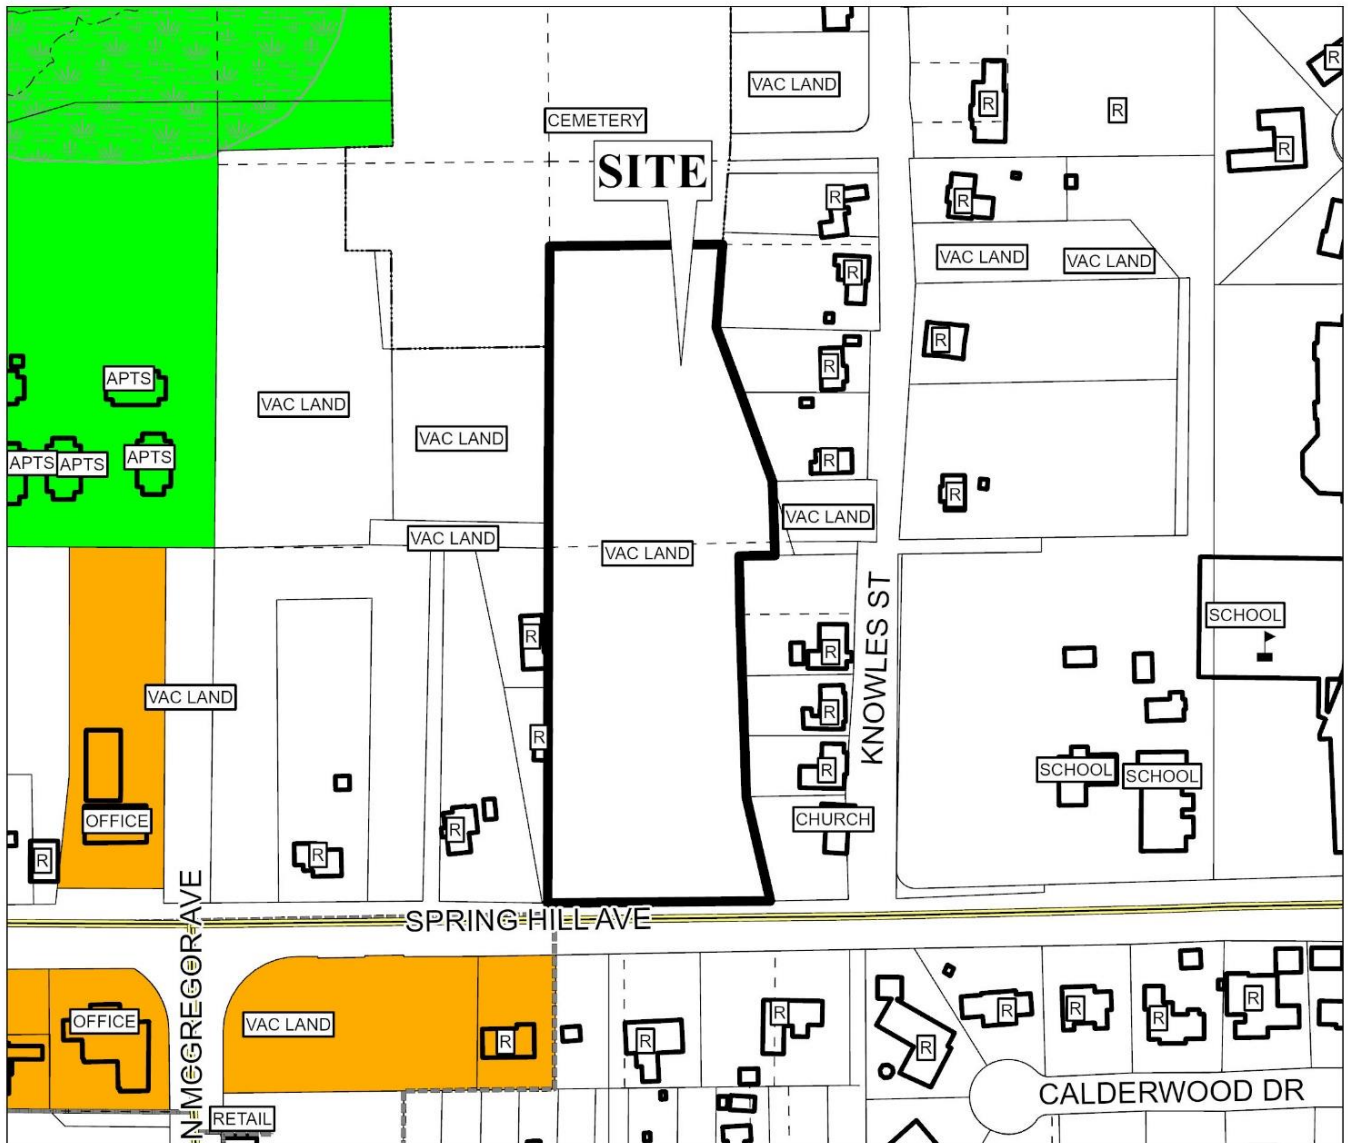 R
VAC LAND
R
R
CEMETERY
R
SITE
R
R
VAC LAND
VAC LAND
R
R
R
APTS
VAC LAND
VAC LAND
APTS
APTS
APTS
R
R
VAC LAND
VAC LAND
VAC LAND
SCHOOL
R
R
KNOWLES ST
VAC LAND
R
R
R
SCHOOL
SCHOOL
OFFICE
CHURCH
R
R
R
SPRING HILL AVE
N MCGREGOR AVE
OFFICE
VAC LAND
R
R
R
R
R
R
R
R
CALDERWOOD DR
RETAIL